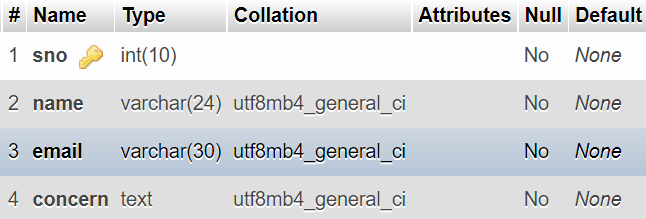 # Name Type Collation Attributes Null Default
1 sno int(10) No None
2 name varchar(24) utf8mb4_general_ci No None
3 email varchar(30) utf8mb4_general_ci No None
4 concern text utf8mb4_general_ci No None